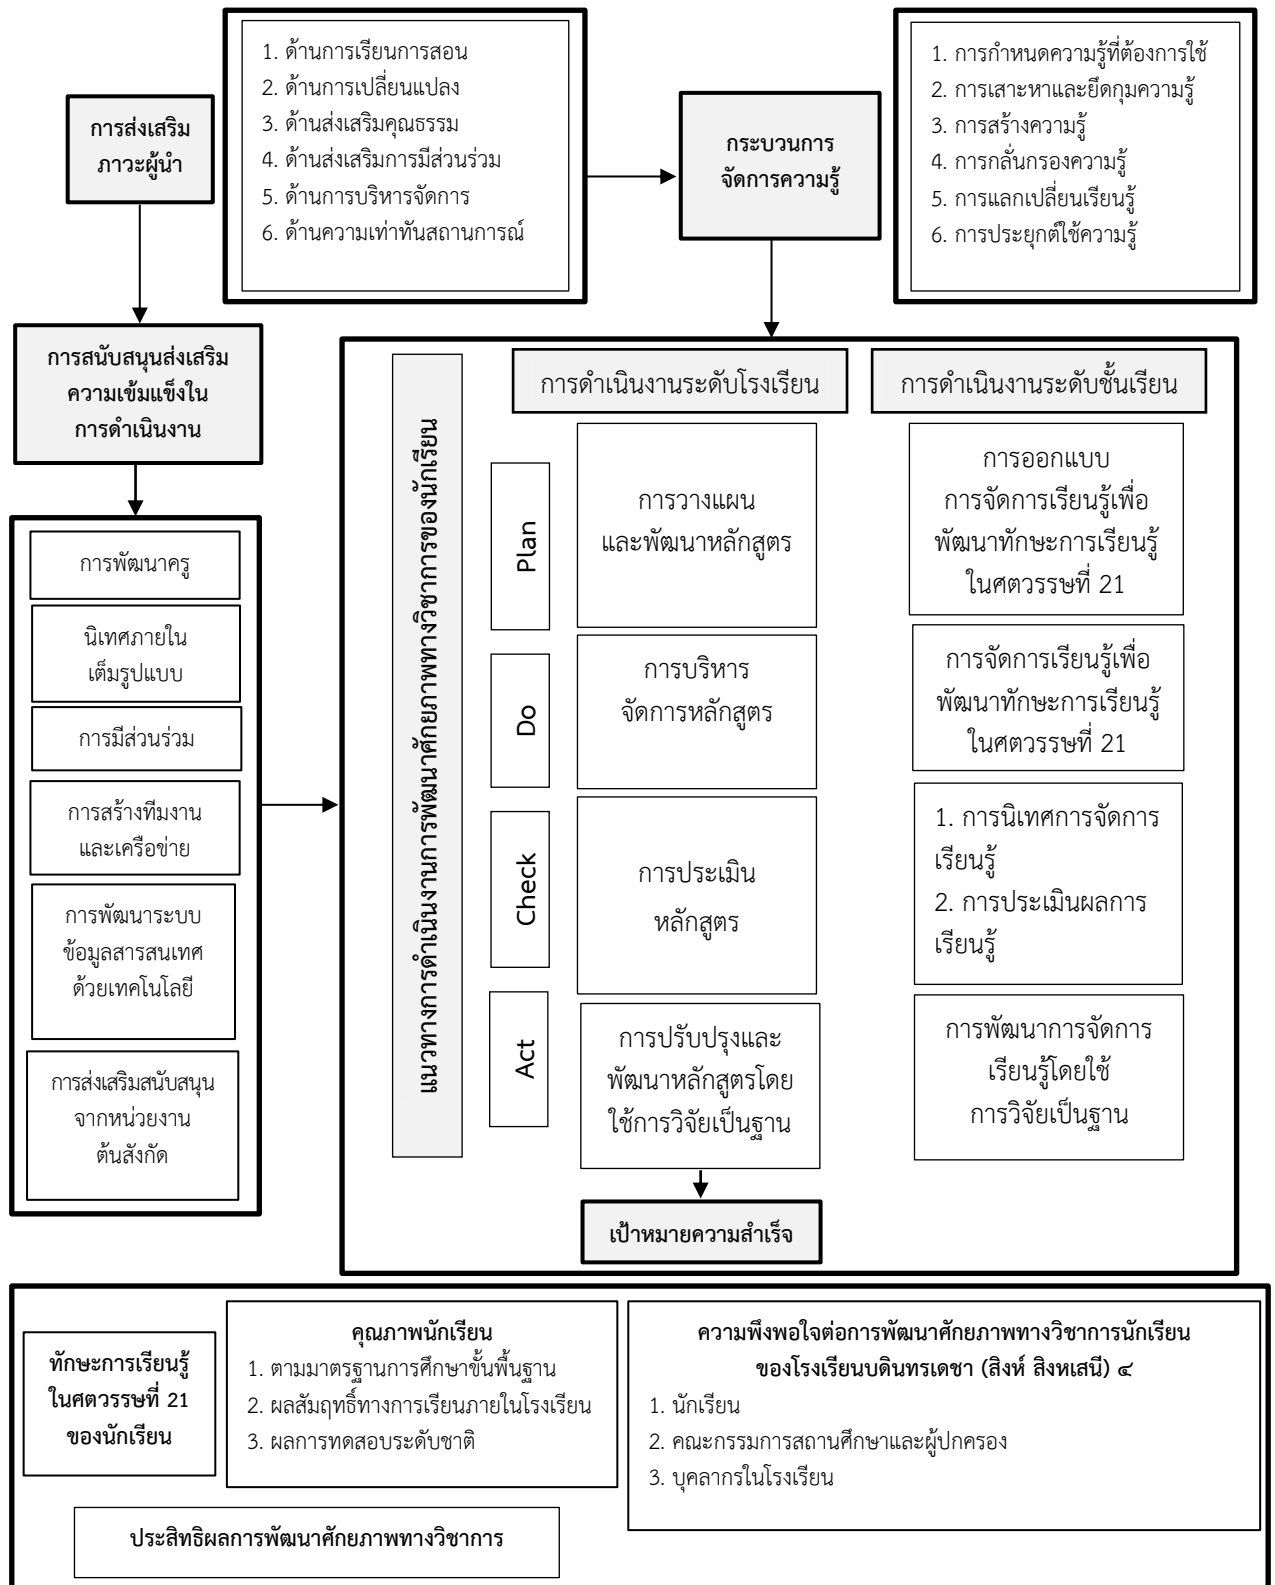 การส่งเสริม
ภาวะผู้นำ
1. ด้านการเรียนการสอน
2. ด้านการเปลี่ยนแปลง
3. ด้านส่งเสริมคุณธรรม
4. ด้านส่งเสริมการมีส่วนร่วม
5. ด้านการบริหารจัดการ
6. ด้านความเท่าทันสถานการณ์
กระบวนการ
จัดการความรู้
1. การกำหนดความรู้ที่ต้องการใช้
2. การเสาะหาและยึดกุมความรู้
3. การสร้างความรู้
4. การกลั่นกรองความรู้
5. การแลกเปลี่ยนเรียนรู้
6. การประยุกต์ใช้ความรู้
การสนับสนุนส่งเสริม
ความเข้มแข็งใน
การดำเนินงาน
การพัฒนาครู
นิเทศภายใน
เต็มรูปแบบ
การมีส่วนร่วม
การสร้างทีมงาน
และเครือข่าย
การพัฒนาระบบ
ข้อมูลสารสนเทศ
ด้วยเทคโนโลยี
การส่งเสริมสนับสนุน
จากหน่วยงาน
ต้นสังกัด
แนวทางการดำเนินงานการพัฒนาศักยภาพทางวิชาการของนักเรียน
การดำเนินงานระดับโรงเรียน
การดำเนินงานระดับชั้นเรียน
Plan
การวางแผน
และพัฒนาหลักสูตร
การออกแบบ
การจัดการเรียนรู้เพื่อ
พัฒนาทักษะการเรียนรู้
ในศตวรรษที่ 21
Do
การบริหาร
จัดการหลักสูตร
การจัดการเรียนรู้เพื่อ
พัฒนาทักษะการเรียนรู้
ในศตวรรษที่ 21
Check
การประเมิน
หลักสูตร
1. การนิเทศการจัดการ
เรียนรู้
2. การประเมินผลการ
เรียนรู้
Act
การปรับปรุงและ
พัฒนาหลักสูตรโดย
ใช้การวิจัยเป็นฐาน
การพัฒนาการจัดการ
เรียนรู้โดยใช้
การวิจัยเป็นฐาน
เป้าหมายความสำเร็จ
ทักษะการเรียนรู้
ในศตวรรษที่ 21
ของนักเรียน
คุณภาพนักเรียน
1. ตามมาตรฐานการศึกษาขั้นพื้นฐาน
2. ผลสัมฤทธิ์ทางการเรียนภายในโรงเรียน
3. ผลการทดสอบระดับชาติ
ความพึงพอใจต่อการพัฒนาศักยภาพทางวิชาการนักเรียน
ของโรงเรียนบดินทรเดชา (สิงห์ สิงหเสนี) ๔
1. นักเรียน
2. คณะกรรมการสถานศึกษาและผู้ปกครอง
3. บุคลากรในโรงเรียน
ประสิทธิผลการพัฒนาศักยภาพทางวิชาการ